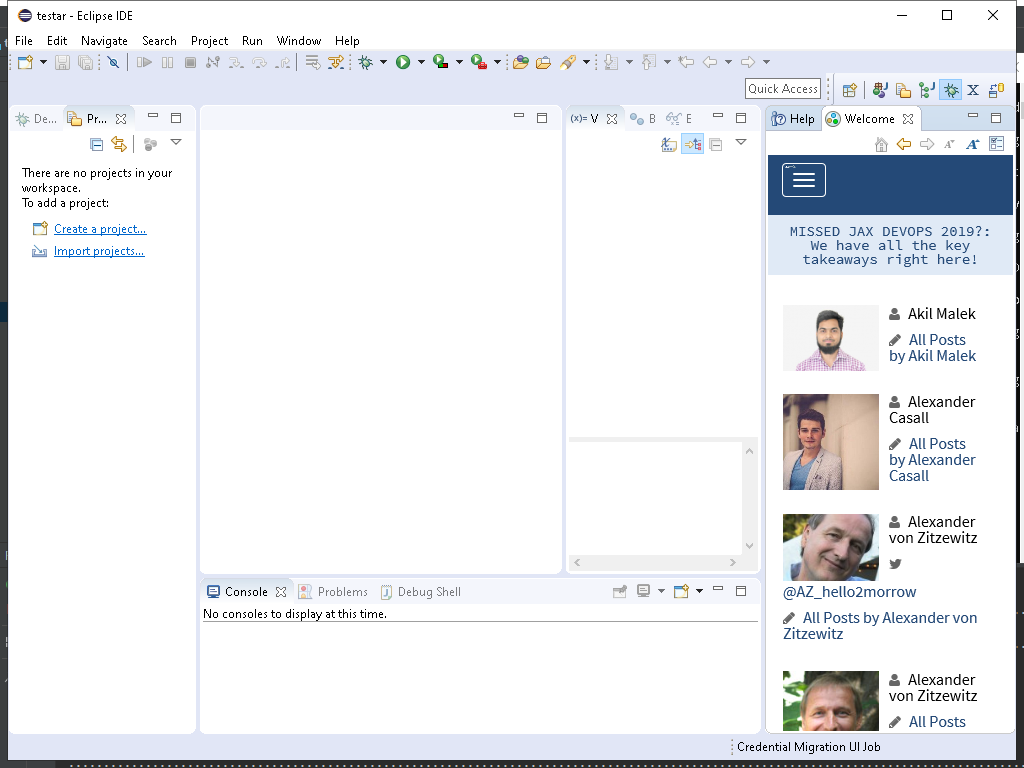 testar - Eclipse IDE
File Edit Navigate Search Project Run Window Help
Quick Access
De... Pr...
(x)= V B E
Help Welcome
There are no projects in your
workspace.
To add a project:
Create a project...
Import projects...
MISSED JAX DEVOPS 2019?:
We have all the key
takeaways right here!
Akil Malek
All Posts
by Akil Malek
Alexander
Casall
All Posts
by Alexander
Casall
Alexander
von Zitzewitz
@AZ_hello2morrow
All Posts by Alexander von
Zitzewitz
Alexander
von Zitzewitz
All Posts
Console Problems Debug Shell
No consoles to display at this time.
Credential Migration UI Job